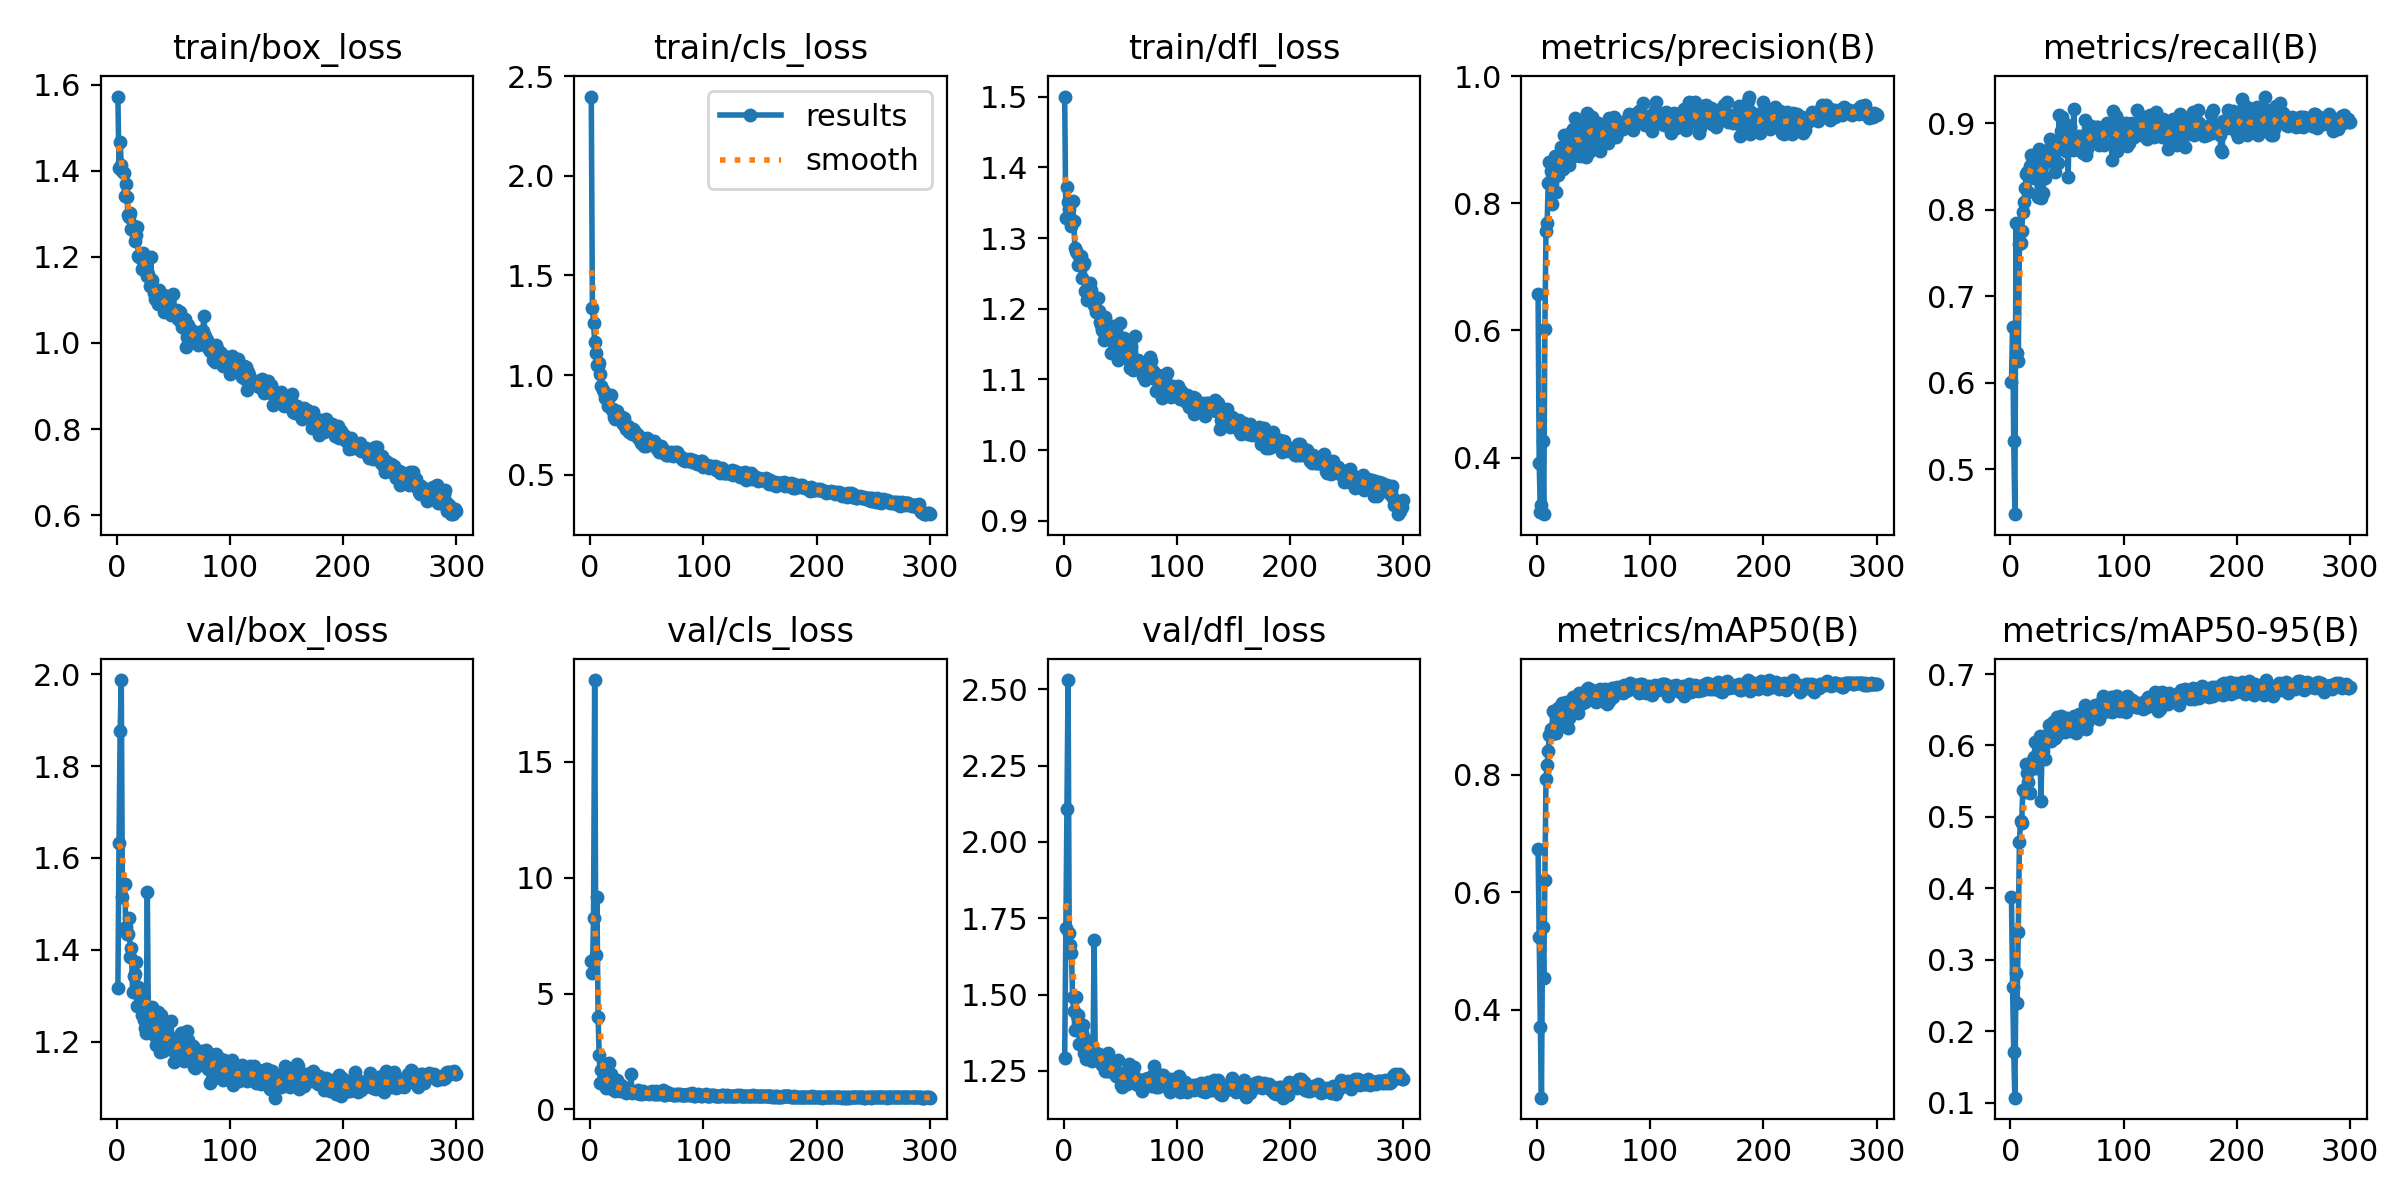 train/box_loss
1.6
1.4
1.2
1.0
0.8
0.6
0 100 200 300
train/cls_loss
2.5
2.0
1.5
1.0
0.5
results
smooth
0 100 200 300
train/dfl_loss
1.5
1.4
1.3
1.2
1.1
1.0
0.9
0 100 200 300
metrics/precision(B)
1.0
0.8
0.6
0.4
0 100 200 300
metrics/recall(B)
0.9
0.8
0.7
0.6
0.5
0 100 200 300
val/box_loss
2.0
1.8
1.6
1.4
1.2
0 100 200 300
val/cls_loss
15
10
5
0
0 100 200 300
val/dfl_loss
2.50
2.25
2.00
1.75
1.50
1.25
0 100 200 300
metrics/mAP50(B)
0.8
0.6
0.4
0 100 200 300
metrics/mAP50-95(B)
0.7
0.6
0.5
0.4
0.3
0.2
0.1
0 100 200 300